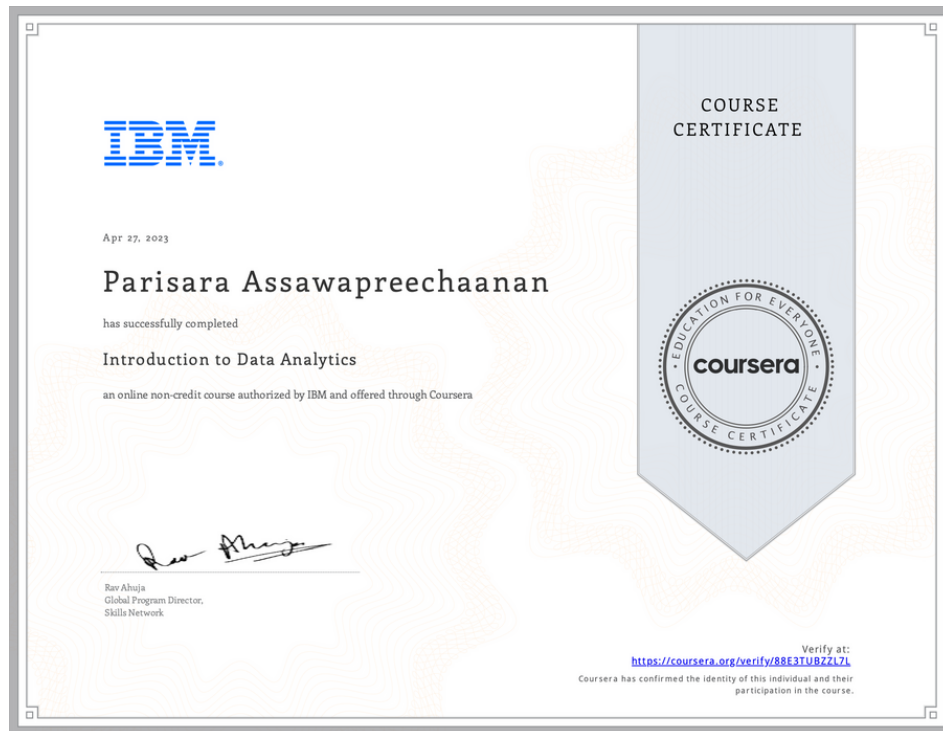 COURSE
CERTIFICATE
IBM®
Apr 27, 2023
Parisara Assawapreechaanan
has successfully completed
Introduction to Data Analytics
an online non-credit course authorized by IBM and offered through Coursera
EDUCATION FOR EVERYONE
coursera
COURSE CERTIFICATE
Rav Ahuja
Rav Ahuja
Global Program Director,
Skills Network
Verify at:
https://coursera.org/verify/88E3TUBZZL7L
Coursera has confirmed the identity of this individual and their
participation in the course.